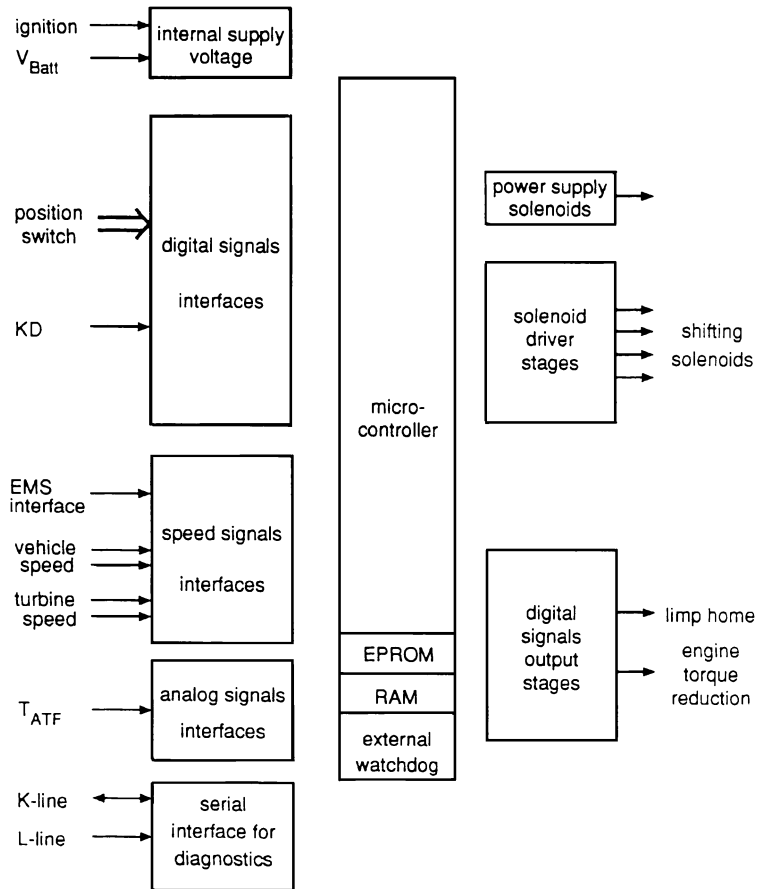 ignition
V_Batt
internal supply
voltage
position
switch
KD
digital signals
interfaces
EMS
interface
vehicle
speed
turbine
speed
speed signals
interfaces
T_ATF
analog signals
interfaces
K-line
L-line
serial
interface for
diagnostics
micro-
controller
EPROM
RAM
external
watchdog
power supply
solenoids
solenoid
driver
stages
shifting
solenoids
digital
signals
output
stages
limp home
engine
torque
reduction